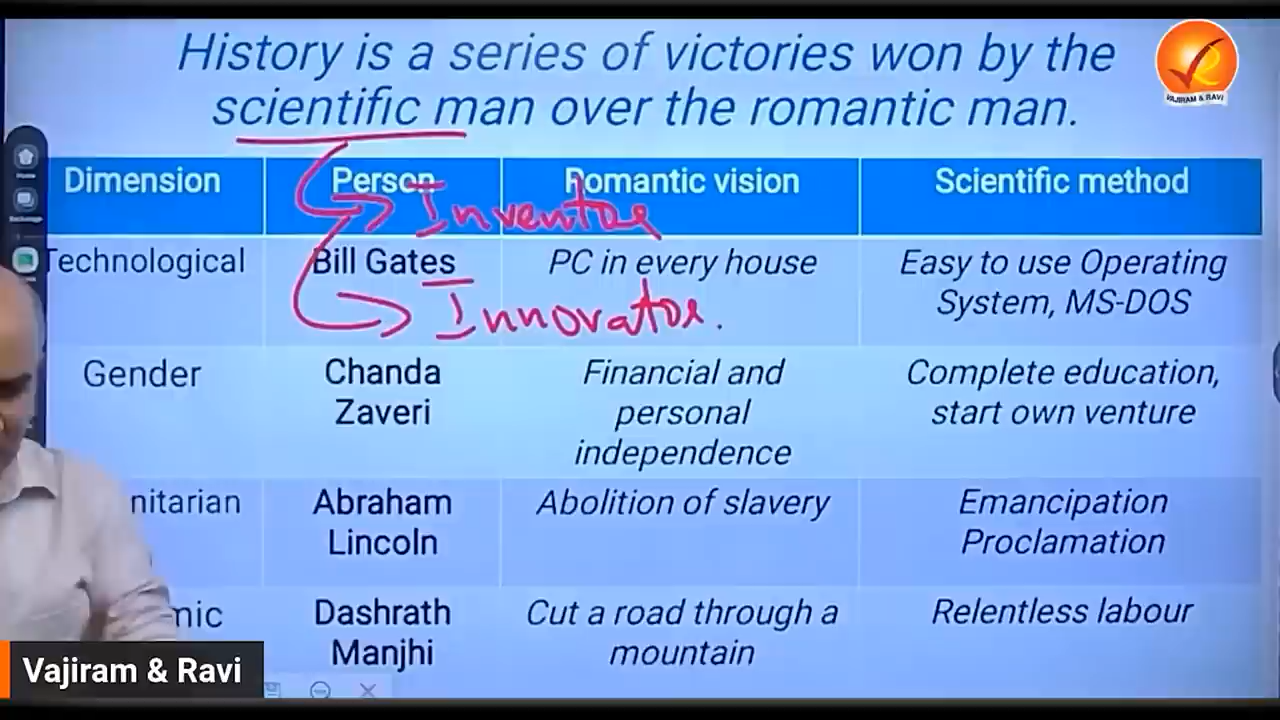 History is a series of victories won by the
scientific man over the romantic man.
VAJIRAM & RAVI
Dimension
Person
Romantic vision
Scientific method
Inventor
Technological
Bill Gates
PC in every house
Easy to use Operating
System, MS-DOS
Innovator.
Gender
Chanda
Zaveri
Financial and
personal
independence
Complete education,
start own venture
nitarian
Abraham
Lincoln
Abolition of slavery
Emancipation
Proclamation
mic
Dashrath
Manjhi
Cut a road through a
mountain
Relentless labour
Vajiram & Ravi